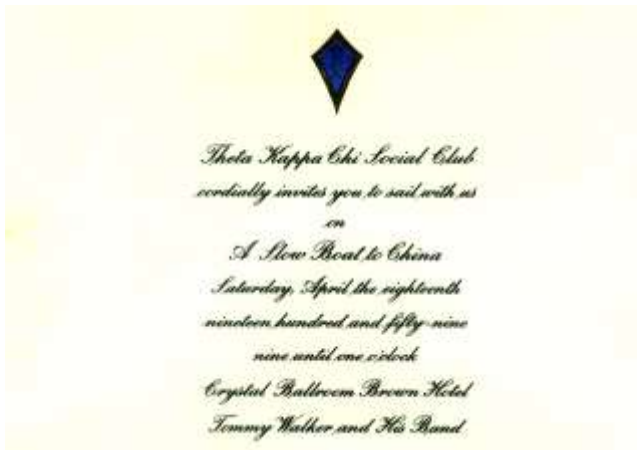 Theta Kappa Chi Social Club
cordially invites you to sail with us
on
A Slow Boat to China
Saturday, April the eighteenth
nineteen hundred and fifty-nine
nine until one o'clock
Crystal Ballroom Brown Hotel
Tommy Walker and His Band